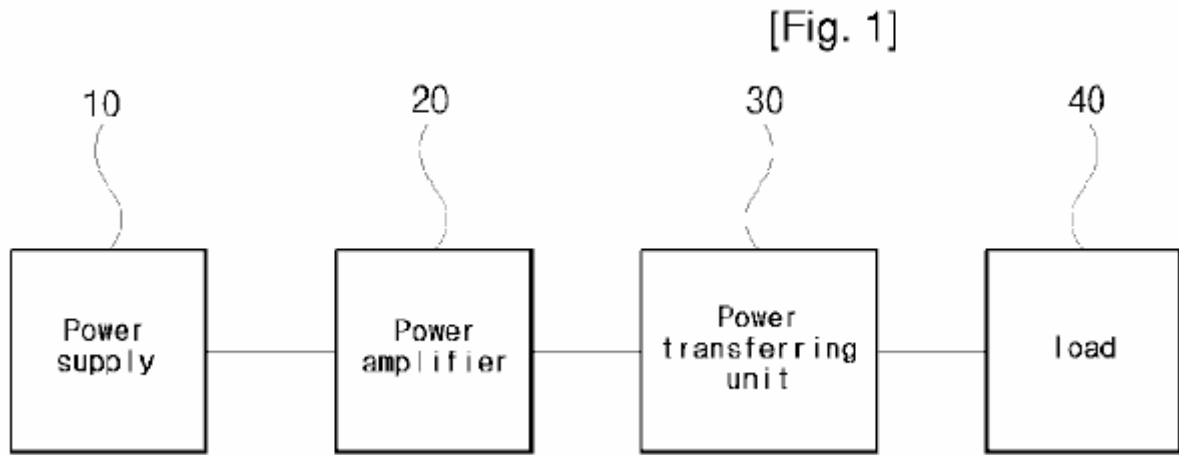 [Fig. 1]
10 20 30 40
Power
supply
Power
amplifier
Power
transferring
unit
load